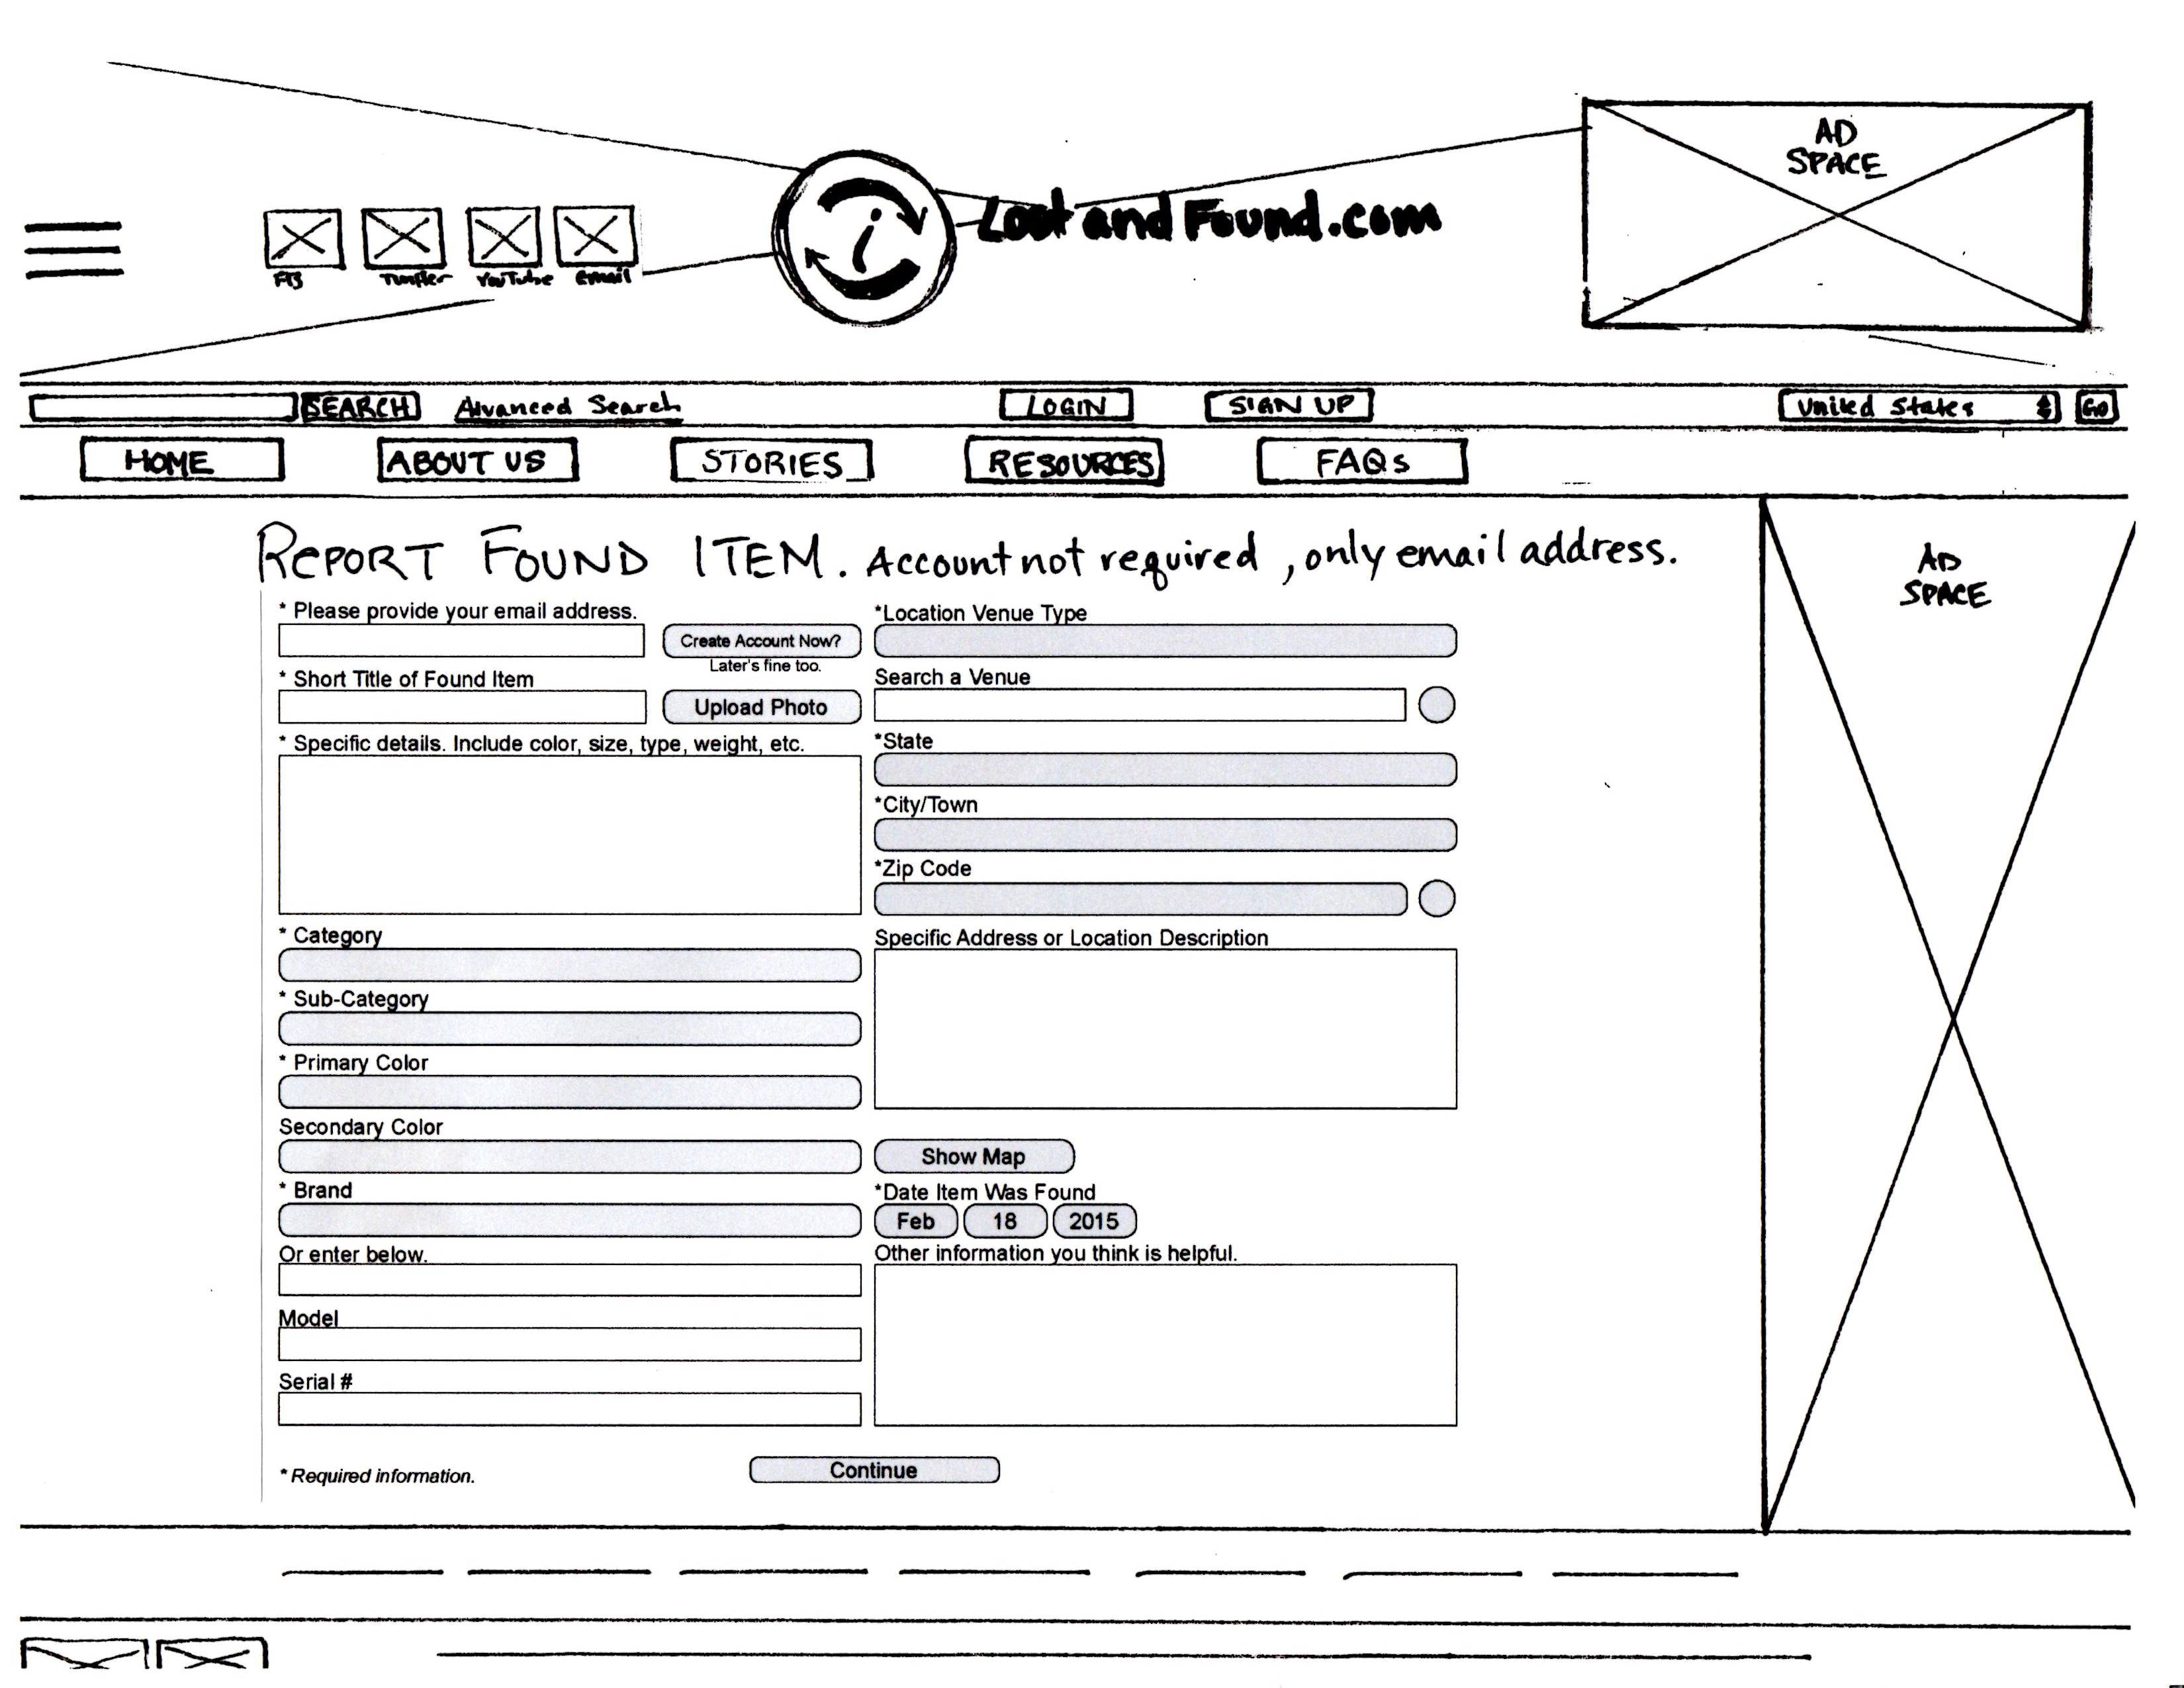 AD
SPACE
i
LostandFound.com
FB Twitter YouTube Email
SEARCH Advanced Search LOGIN SIGN UP United States GO
HOME ABOUT US STORIES RESOURCES FAQs
REPORT FOUND ITEM. Account not required, only email address.
AD
SPACE
* Please provide your email address.
Create Account Now?
Later's fine too.
* Short Title of Found Item
Upload Photo
* Specific details. Include color, size, type, weight, etc.
* Category
* Sub-Category
* Primary Color
Secondary Color
* Brand
Or enter below.
Model
Serial #
*Location Venue Type
Search a Venue
*State
*City/Town
*Zip Code
Specific Address or Location Description
Show Map
*Date Item Was Found
Feb 18 2015
Other information you think is helpful.
* Required information.
Continue